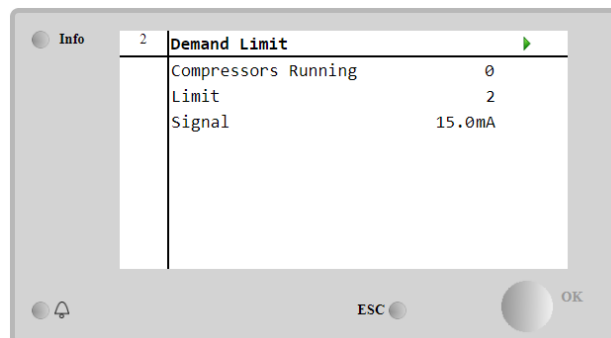 Info
2 Demand Limit
Compressors Running 0
Limit 2
Signal 15.0mA
ESC
OK